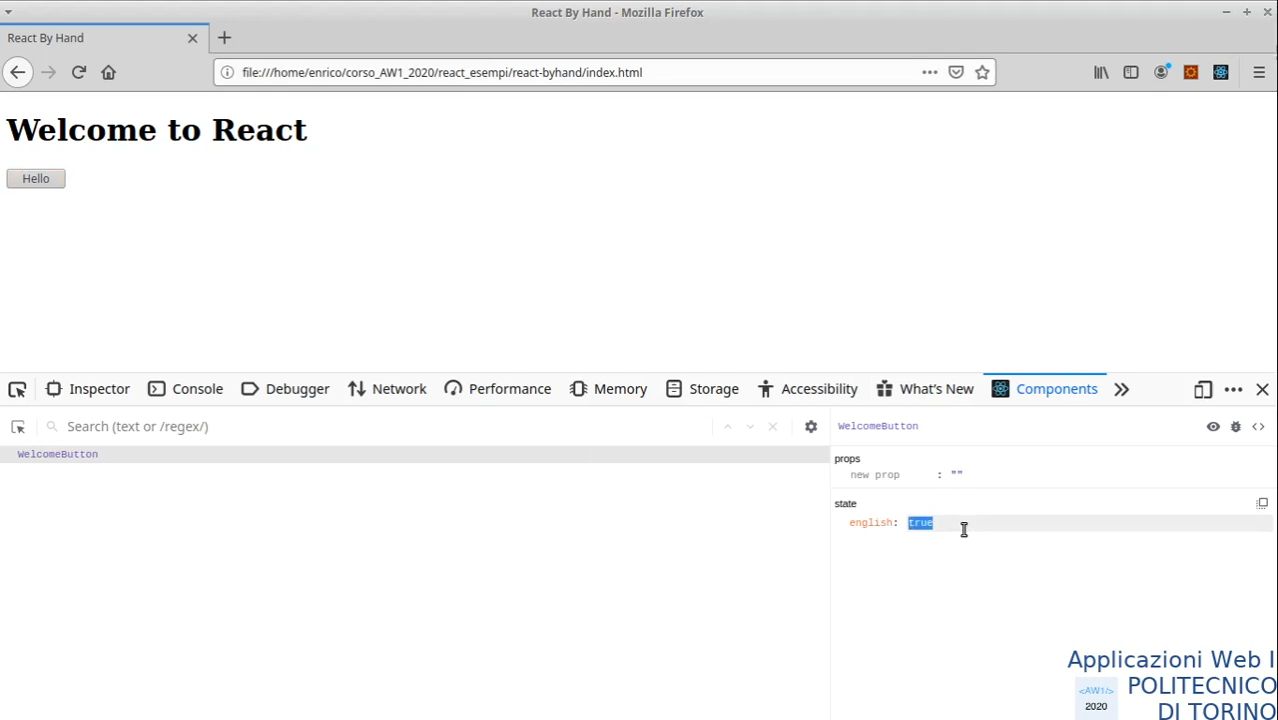 React By Hand - Mozilla Firefox
React By Hand
file:///home/enrico/corso_AW1_2020/react_esempi/react-byhand/index.html
Welcome to React
Hello
Inspector Console Debugger Network Performance Memory Storage Accessibility What's New Components
Search (text or /regex/)
WelcomeButton
WelcomeButton
props
new prop : ""
state
english: true
Applicazioni Web I
<AW1/> POLITECNICO
2020 DI TORINO